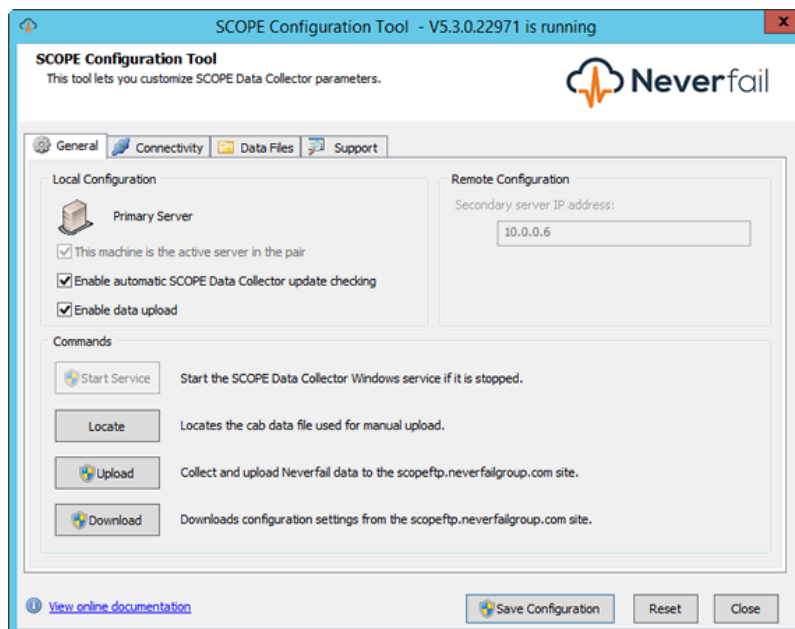 SCOPE Configuration Tool - V5.3.0.22971 is running
x
SCOPE Configuration Tool
This tool lets you customize SCOPE Data Collector parameters.
Neverfail
General
Connectivity
Data Files
Support
Local Configuration
Primary Server
This machine is the active server in the pair
Enable automatic SCOPE Data Collector update checking
Enable data upload
Remote Configuration
Secondary server IP address:
10.0.0.6
Commands
Start Service
Start the SCOPE Data Collector Windows service if it is stopped.
Locate
Locates the cab data file used for manual upload.
Upload
Collect and upload Neverfail data to the scopeftp.neverfailgroup.com site.
Download
Downloads configuration settings from the scopeftp.neverfailgroup.com site.
View online documentation
Save Configuration
Reset
Close